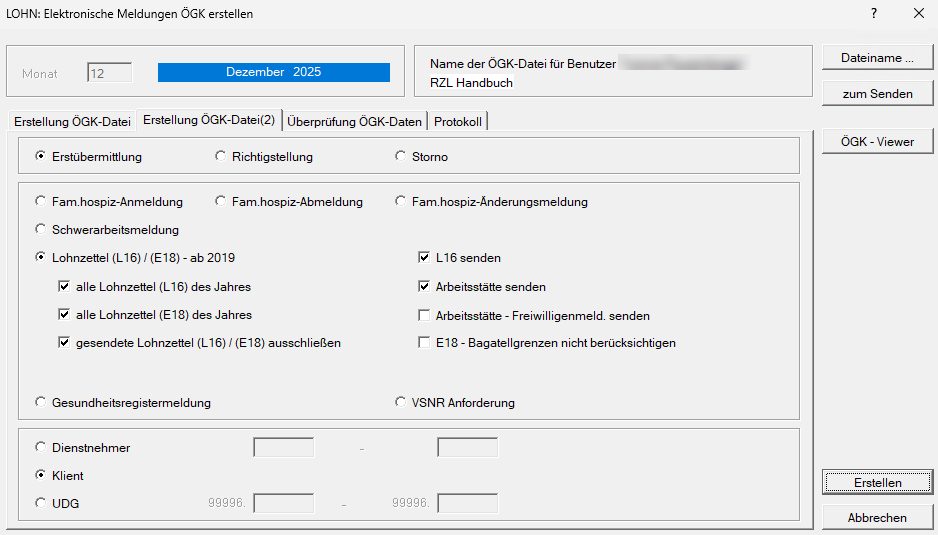 LOHN: Elektronische Meldungen ÖGK erstellen
?
Monat 12 Dezember 2025
Name der ÖGK-Datei für Benutzer
RZL Handbuch
Dateiname ...
zum Senden
Erstellung ÖGK-Datei Erstellung ÖGK-Datei(2) Überprüfung ÖGK-Daten Protokoll
ÖGK - Viewer
Erstübermittlung Richtigstellung Storno
Fam.hospiz-Anmeldung Fam.hospiz-Abmeldung Fam.hospiz-Änderungsmeldung
Schwerarbeitsmeldung
Lohnzettel (L16) / (E18) - ab 2019 L16 senden
alle Lohnzettel (L16) des Jahres Arbeitsstätte senden
alle Lohnzettel (E18) des Jahres Arbeitsstätte - Freiwilligenmeld. senden
gesendete Lohnzettel (L16) / (E18) ausschließen E18 - Bagatellgrenzen nicht berücksichtigen
Gesundheitsregistermeldung VSNR Anforderung
Dienstnehmer -
Klient
UDG 99996. - 99996.
Erstellen
Abbrechen